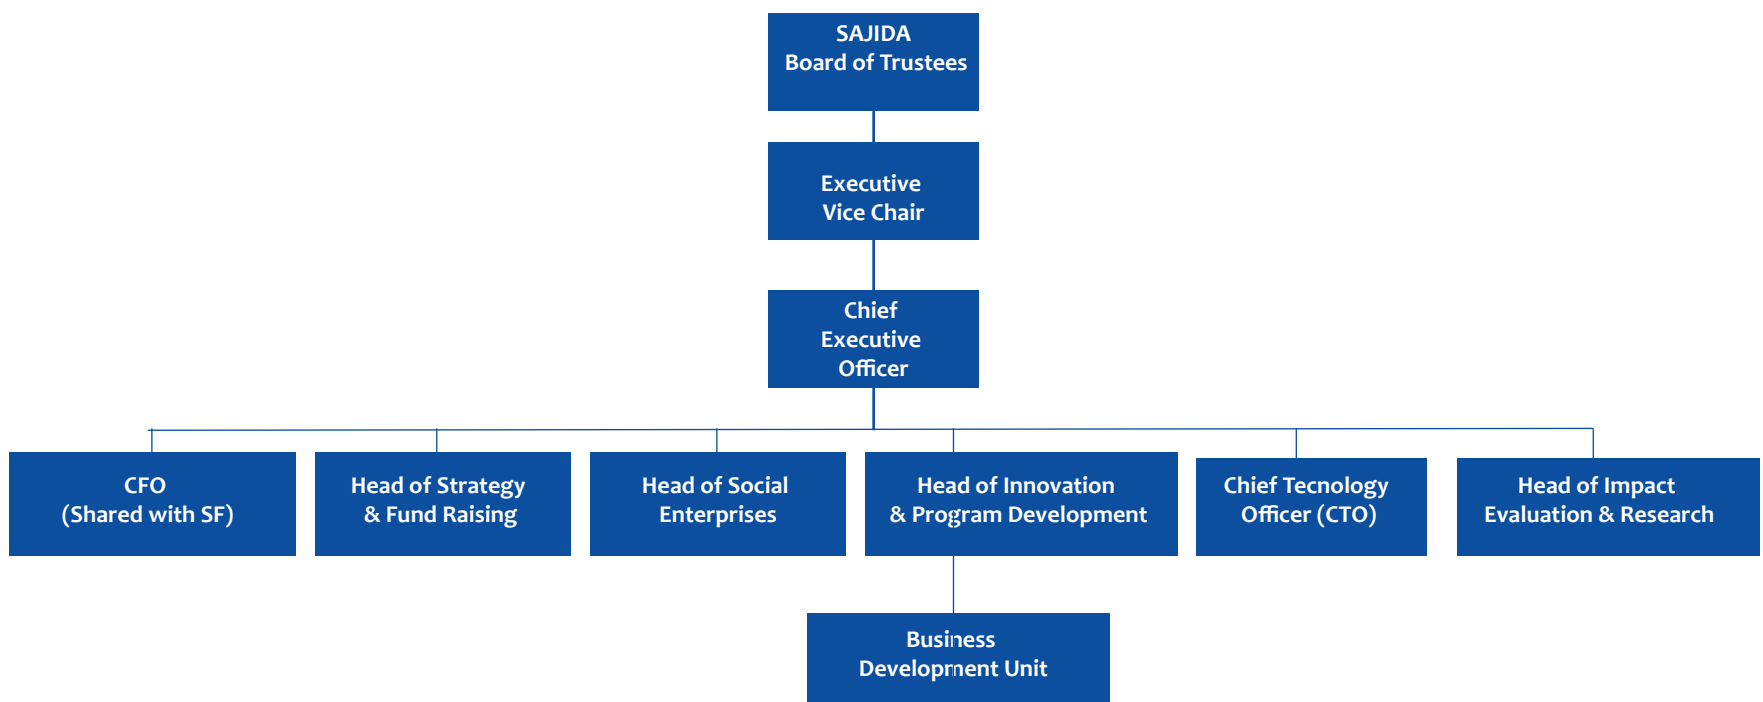 SAJIDA
Board of Trustees
Executive
Vice Chair
Chief
Executive
Officer
CFO
(Shared with SF)
Head of Strategy
& Fund Raising
Head of Social
Enterprises
Head of Innovation
& Program Development
Chief Tecnology
Officer (CTO)
Head of Impact
Evaluation & Research
Business
Development Unit